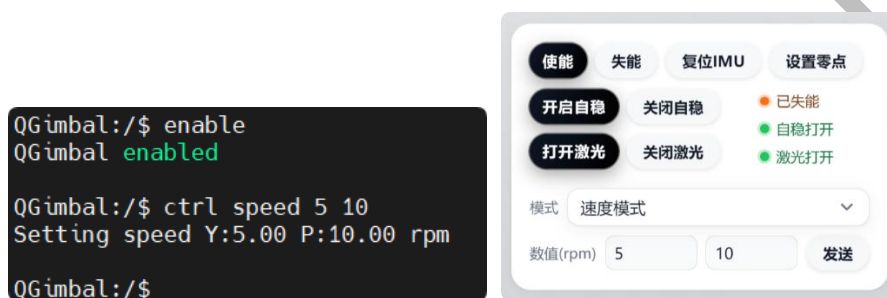 QGimbal:/$ enable
QGimbal enabled
QGimbal:/$ ctrl speed 5 10
Setting speed Y:5.00 P:10.00 rpm
QGimbal:/$
使能 失能 复位IMU 设置零点
开启自稳 关闭自稳 已失能
自稳打开
打开激光 关闭激光 激光打开
模式 速度模式
数值(rpm) 5 10 发送